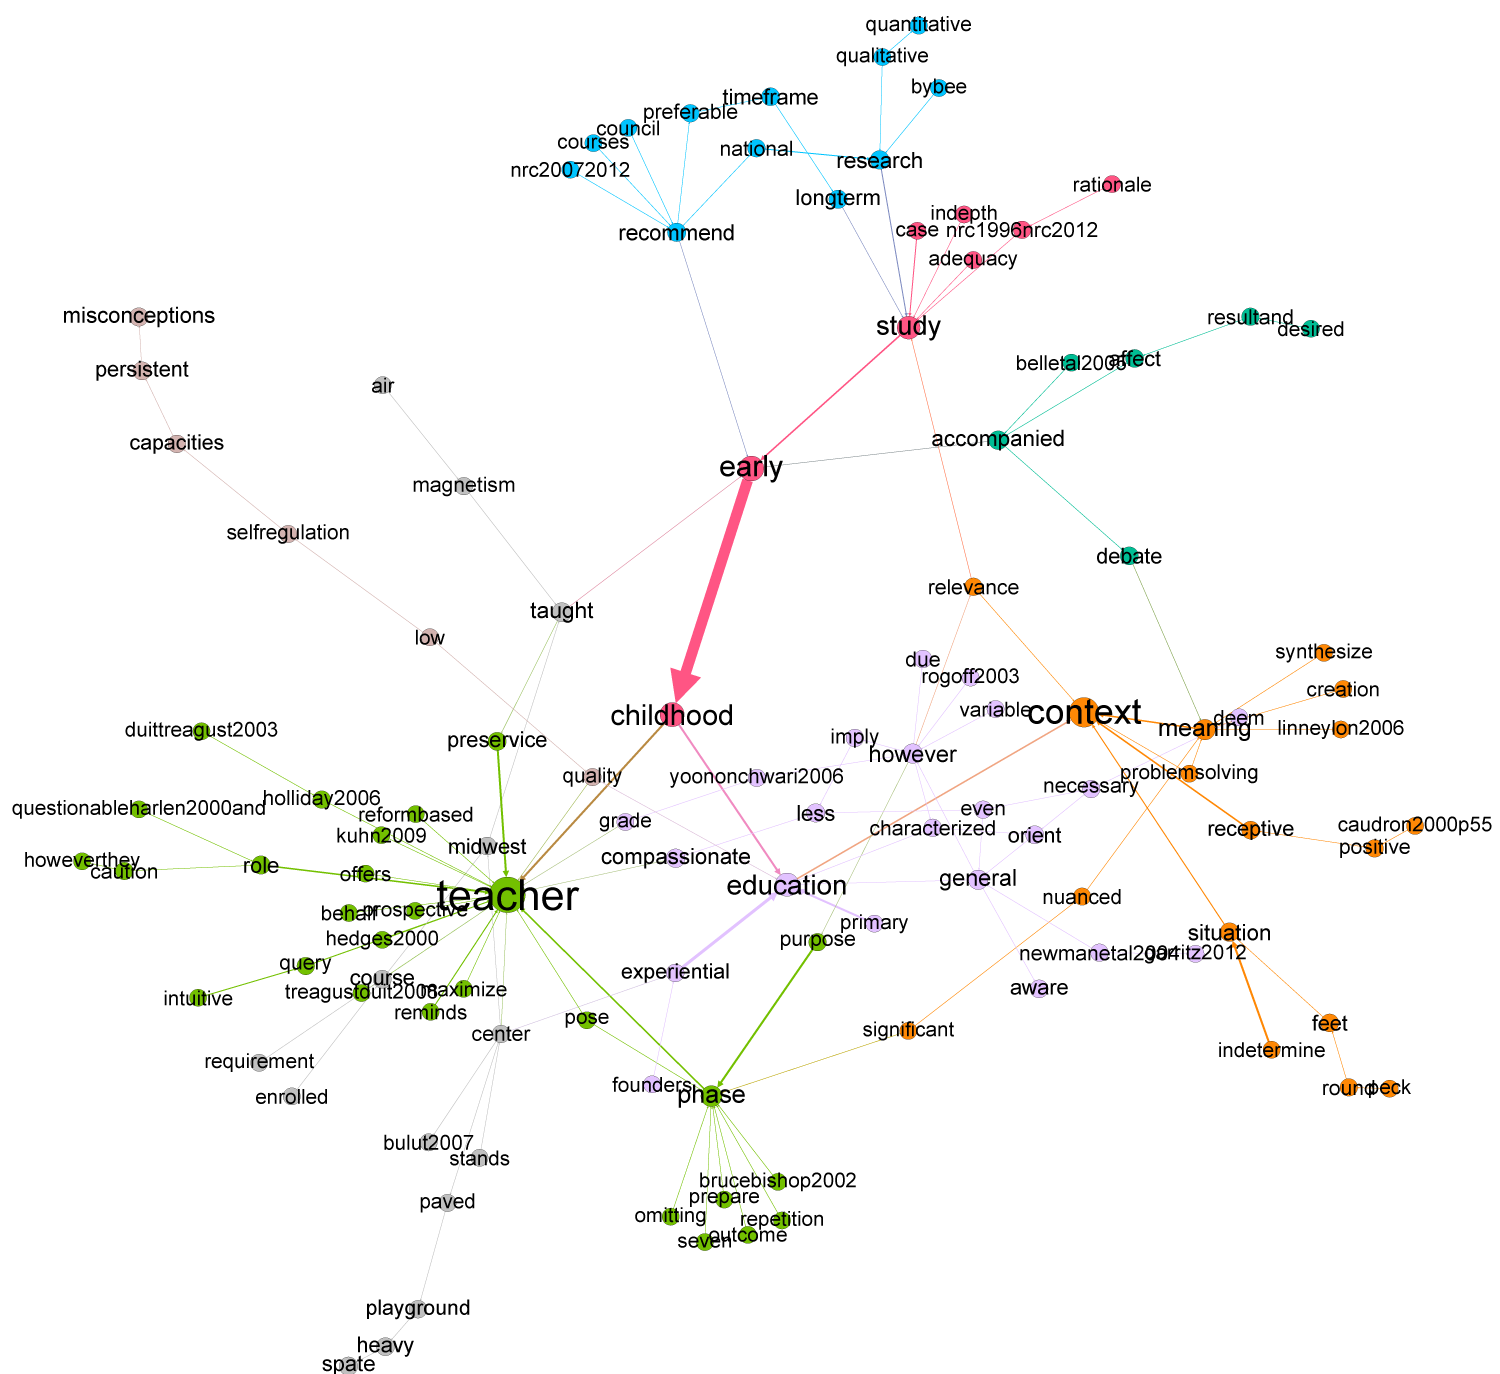 quantitative
qualitative
bybee
timeframe
preferable
council
courses
national
research
nrc20072012
rationale
longterm
indepth
case
nrc1996nrc2012
recommend
adequacy
misconceptions
study
resultand
desired
belletal2005
affect
persistent
air
capacities
accompanied
early
magnetism
selfregulation
debate
relevance
taught
low
synthesize
due
rogoff2003
creation
childhood
variable
context
deem
meaning
linneylon2006
duittreagust2003
preservice
imply
however
quality
yoononchwari2006
problemsolving
necessary
holliday2006
questionableharlen2000and
reformbased
grade
less
even
kuhn2009
characterized
orient
receptive
caudron2000p55
midwest
positive
howeverthey
caution
role
offers
compassionate
education
general
teacher
nuanced
behalf
prospective
primary
situation
hedges2000
purpose
query
experiential
newmanetal2004
garritz2012
course
intuitive
treagustduit2008
maximize
aware
reminds
pose
center
significant
feet
indetermine
requirement
founders
phase
round
peck
enrolled
bulut2007
stands
brucebishop2002
paved
prepare
omitting
repetition
seven
outcome
playground
heavy
spate